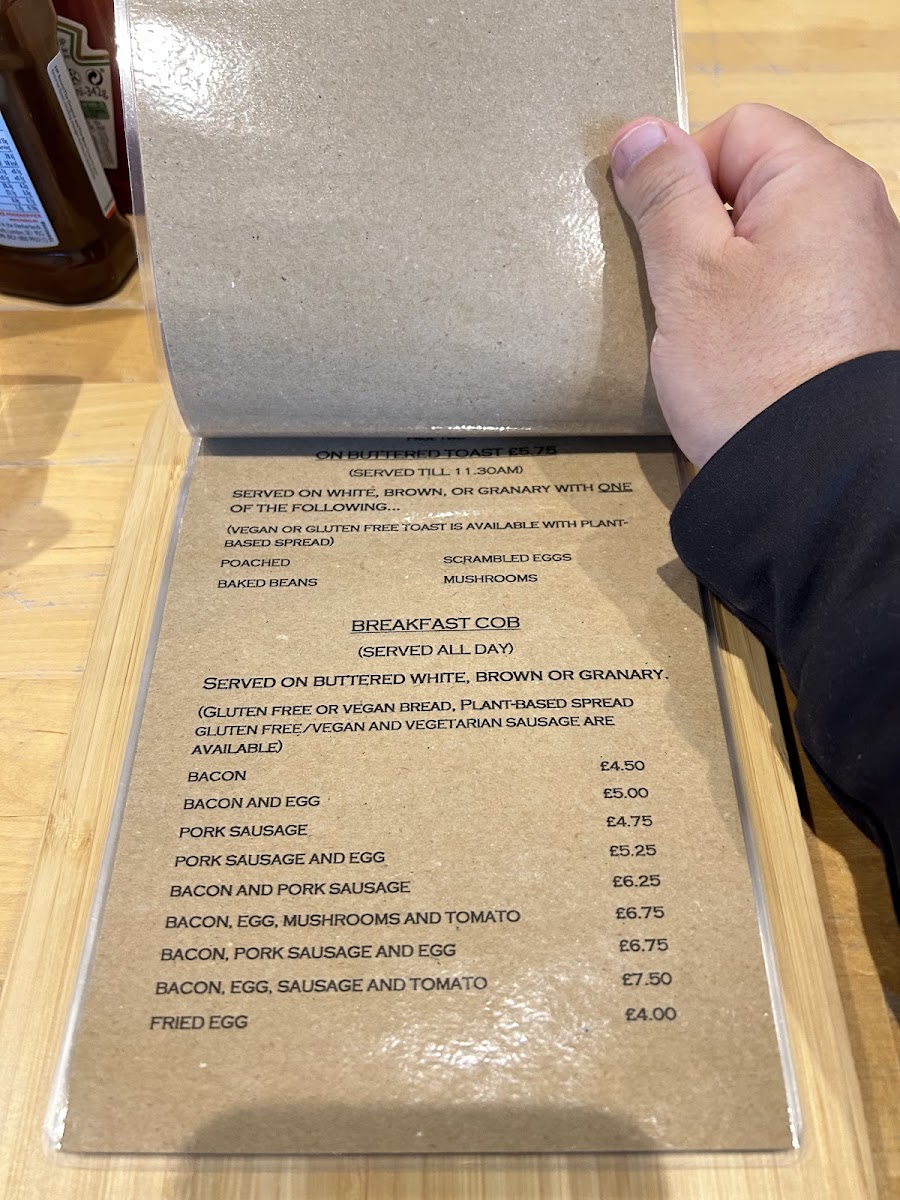 ON BUTTERED TOAST £5.75
(SERVED TILL 11.30AM)
SERVED ON WHITE, BROWN, OR GRANARY WITH ONE
OF THE FOLLOWING...
(VEGAN OR GLUTEN FREE TOAST IS AVAILABLE WITH PLANT-
BASED SPREAD)
POACHED SCRAMBLED EGGS
BAKED BEANS MUSHROOMS
BREAKFAST COB
(SERVED ALL DAY)
SERVED ON BUTTERED WHITE, BROWN OR GRANARY.
(GLUTEN FREE OR VEGAN BREAD, PLANT-BASED SPREAD
GLUTEN FREE/VEGAN AND VEGETARIAN SAUSAGE ARE
AVAILABLE)
BACON £4.50
BACON AND EGG £5.00
PORK SAUSAGE £4.75
PORK SAUSAGE AND EGG £5.25
BACON AND PORK SAUSAGE £6.25
BACON, EGG, MUSHROOMS AND TOMATO £6.75
BACON, PORK SAUSAGE AND EGG £6.75
BACON, EGG, SAUSAGE AND TOMATO £7.50
FRIED EGG £4.00